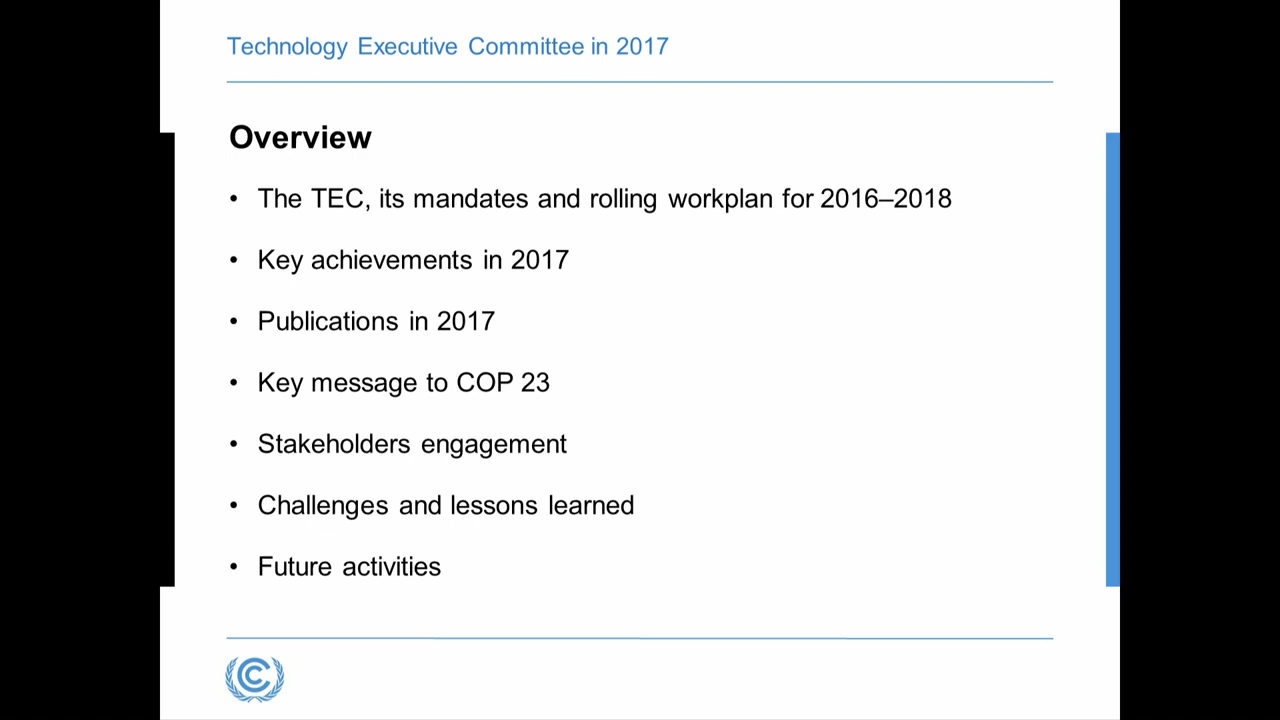 Technology Executive Committee in 2017
Overview
• The TEC, its mandates and rolling workplan for 2016–2018
• Key achievements in 2017
• Publications in 2017
• Key message to COP 23
• Stakeholders engagement
• Challenges and lessons learned
• Future activities